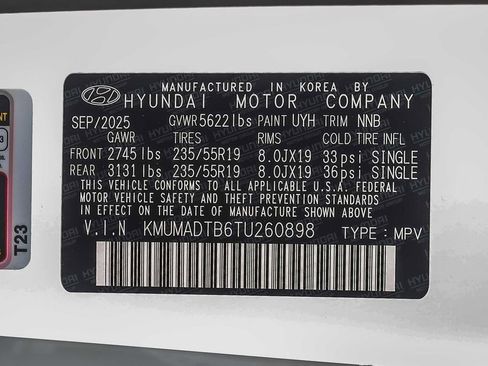 MANUFACTURED IN KOREA BY
HYUNDAI MOTOR COMPANY
SEP/2025 GVWR 5622lbs PAINT UYH TRIM NNB
GAWR TIRES RIMS COLD TIRE INFL
FRONT 2745lbs 235/55R19 8.0JX19 33psi SINGLE
REAR 3131lbs 235/55R19 8.0JX19 36psi SINGLE
THIS VEHICLE CONFORMS TO ALL APPLICABLE U.S.A. FEDERAL
MOTOR VEHICLE SAFETY AND THEFT PREVENTION STANDARDS
IN EFFECT ON THE DATE OF MANUFACTURE SHOWN ABOVE
V.I.N KMUMADTB6TU260898 TYPE: MPV
T23